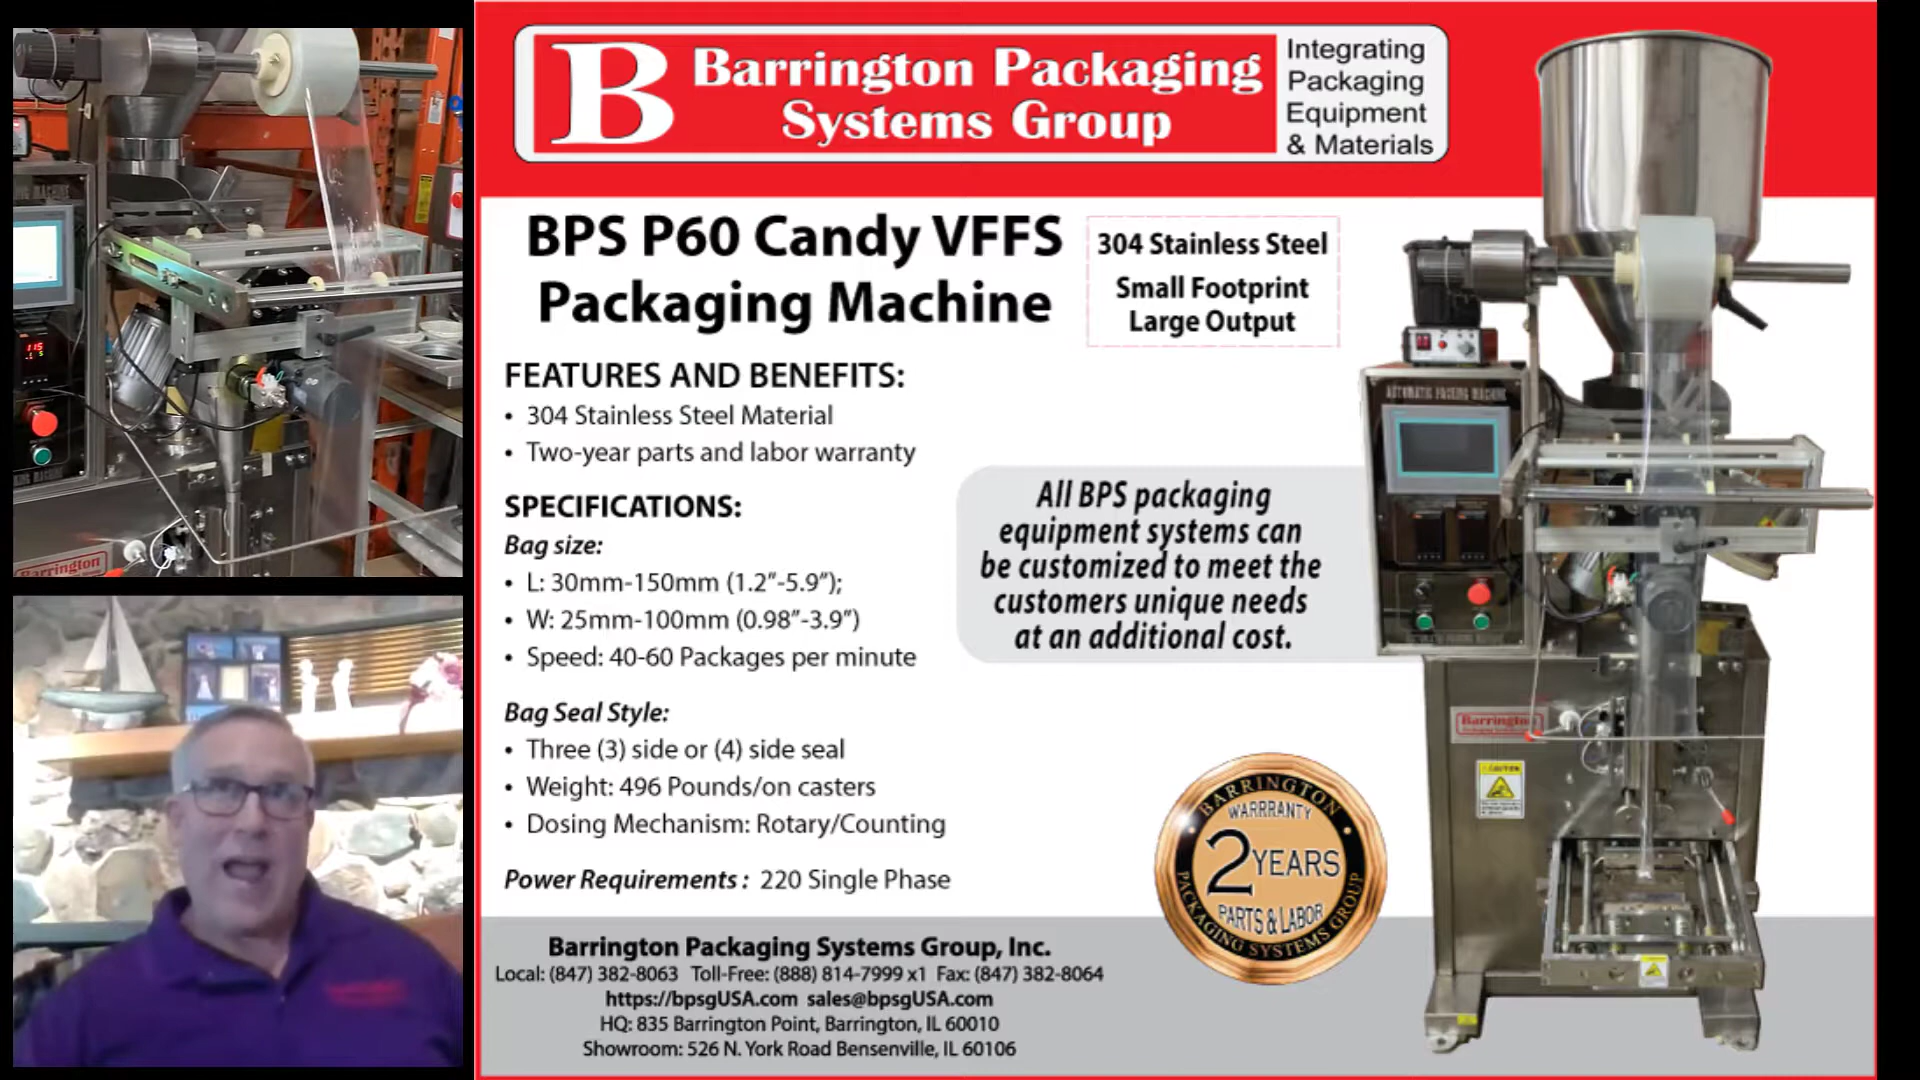 B Barrington Packaging
Systems Group
Integrating
Packaging
Equipment
& Materials
BPS P60 Candy VFFS
Packaging Machine
304 Stainless Steel
Small Footprint
Large Output
FEATURES AND BENEFITS:
• 304 Stainless Steel Material
• Two-year parts and labor warranty
SPECIFICATIONS:
Bag size:
• L: 30mm-150mm (1.2”-5.9”);
• W: 25mm-100mm (0.98”-3.9”)
• Speed: 40-60 Packages per minute
Bag Seal Style:
• Three (3) side or (4) side seal
• Weight: 496 Pounds/on casters
• Dosing Mechanism: Rotary/Counting
Power Requirements : 220 Single Phase
All BPS packaging
equipment systems can
be customized to meet the
customers unique needs
at an additional cost.
BARRINGTON
WARRRANTY
2 YEARS
PARTS & LABOR
PACKAGING SYSTEMS GROUP
AUTOMATIC PACKING MACHINE
Barrington
CAUTION
Barrington
115
Barrington Packaging Systems Group, Inc.
Local: (847) 382-8063 Toll-Free: (888) 814-7999 x1 Fax: (847) 382-8064
https://bpsgUSA.com sales@bpsgUSA.com
HQ: 835 Barrington Point, Barrington, IL 60010
Showroom: 526 N. York Road Bensenville, IL 60106